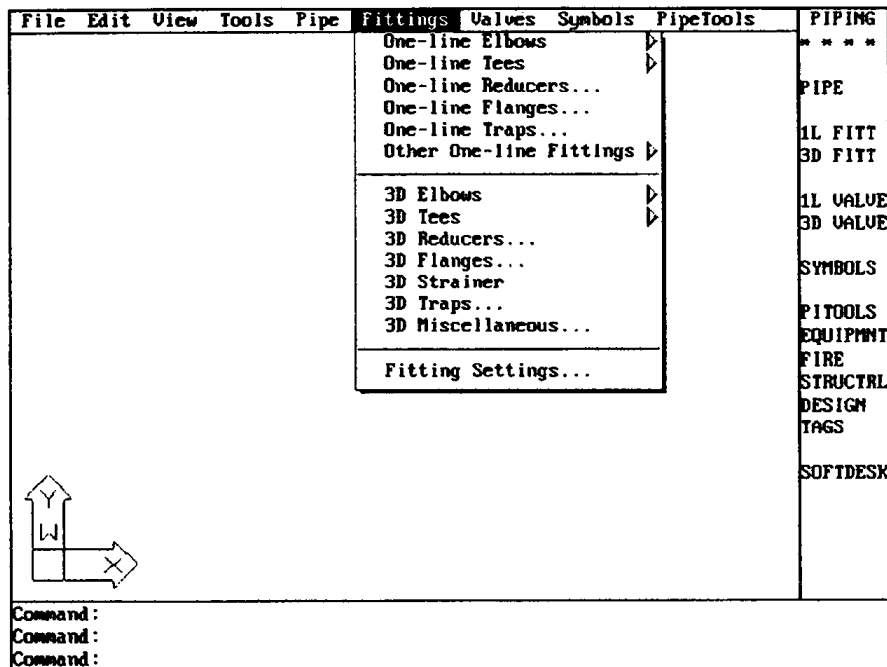 File Edit View Tools Pipe Fittings Valves Symbols PipeTools PIPING
One-line Elbows
One-line Tees
One-line Reducers...
One-line Flanges...
One-line Traps...
Other One-line Fittings
3D Elbows
3D Tees
3D Reducers...
3D Flanges...
3D Strainer
3D Traps...
3D Miscellaneous...
Fitting Settings...
* * * *
PIPE
1L FITT
3D FITT
1L VALVE
3D VALVE
SYMBOLS
PITOOLS
EQUIPMNT
FIRE
STRUCTRL
DESIGN
TAGS
SOFTDESK
Y
W
X
Command:
Command:
Command: